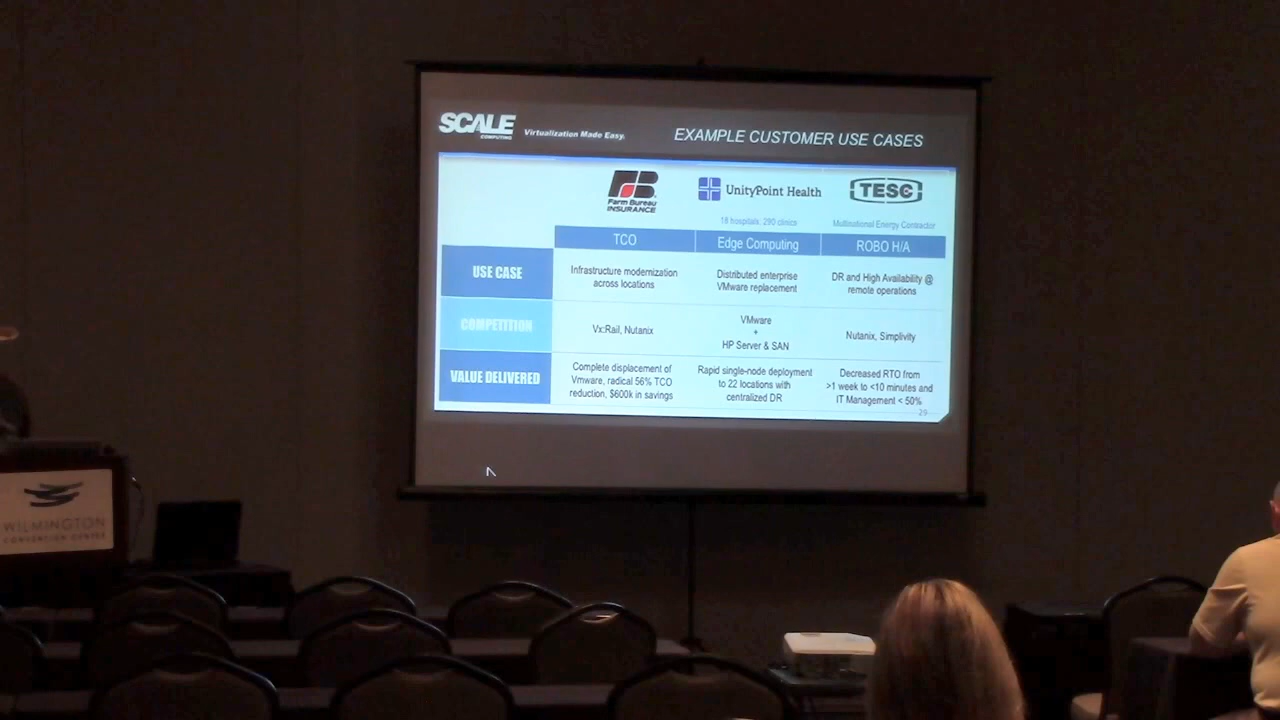 SCALE
COMPUTING
Virtualization Made Easy.
EXAMPLE CUSTOMER USE CASES
FB
Farm Bureau
INSURANCE
UnityPoint Health
TESC
18 hospitals; 290 clinics
Multinational Energy Contractor
TCO
Edge Computing
ROBO H/A
USE CASE
Infrastructure modernization
across locations
Distributed enterprise
VMware replacement
DR and High Availability @
remote operations
COMPETITION
Vx:Rail, Nutanix
VMware
+
HP Server & SAN
Nutanix, Simplivity
VALUE DELIVERED
Complete displacement of
Vmware, radical 56% TCO
reduction, $600k in savings
Rapid single-node deployment
to 22 locations with
centralized DR
Decreased RTO from
>1 week to <10 minutes and
IT Management < 50%
29
WILMINGTON
CONVENTION CENTER